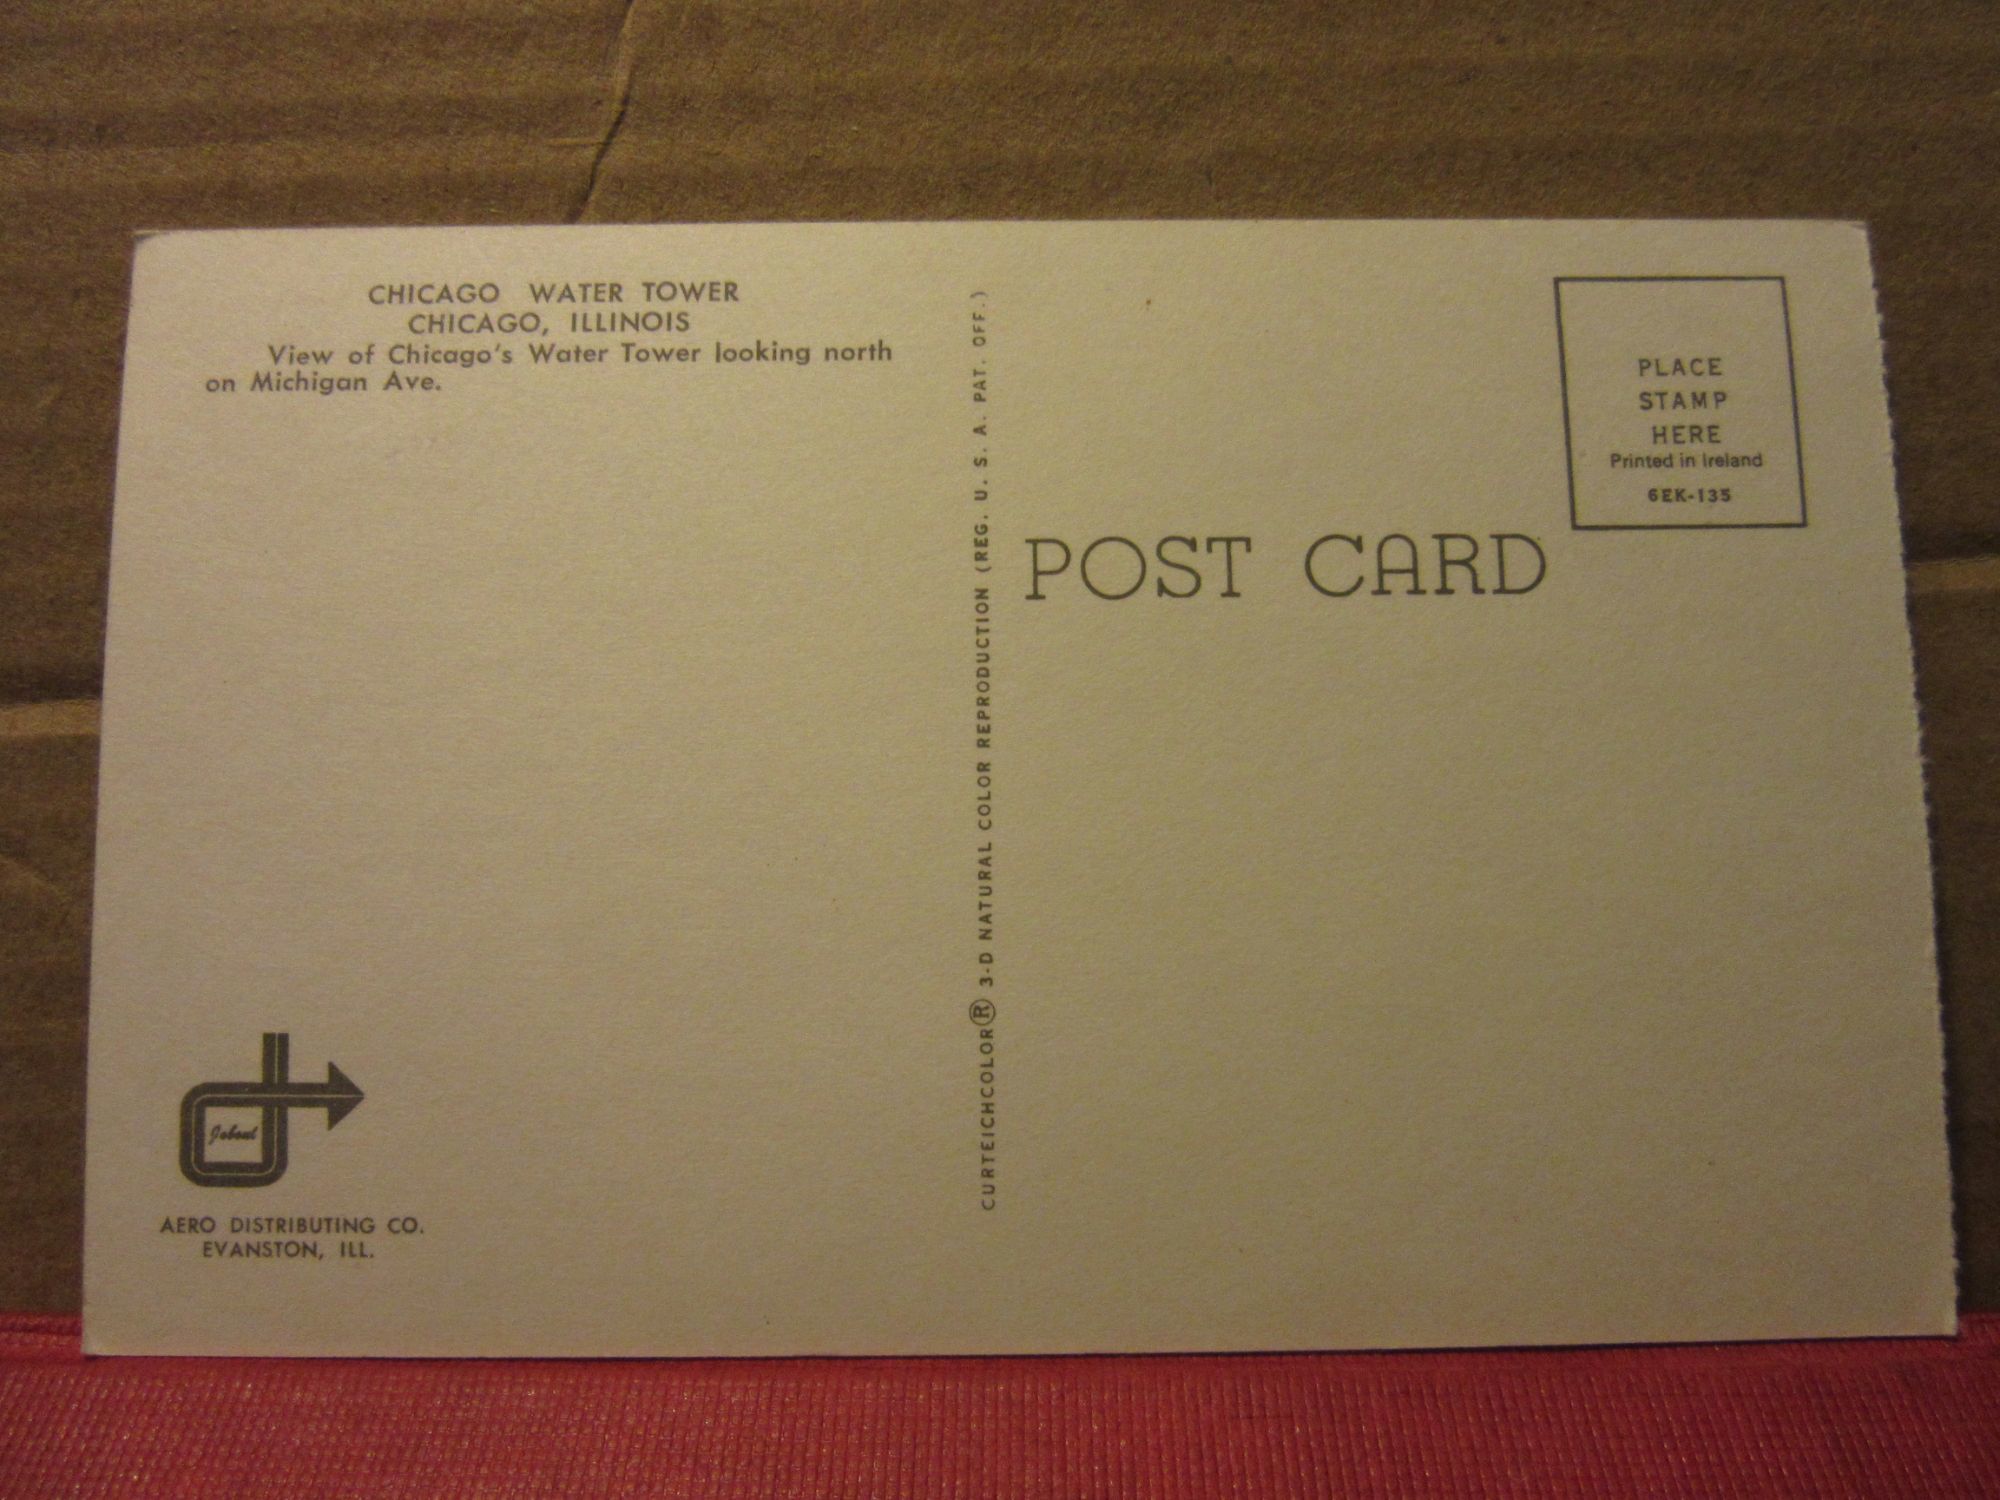 CHICAGO WATER TOWER
CHICAGO, ILLINOIS
View of Chicago's Water Tower looking north
on Michigan Ave.
AERO DISTRIBUTING CO.
EVANSTON, ILL.
CURTEICHCOLOR® 3-D NATURAL COLOR REPRODUCTION (REG. U. S. A. PAT. OFF.)
POST CARD
PLACE
STAMP
HERE
Printed in Ireland
6EK-135